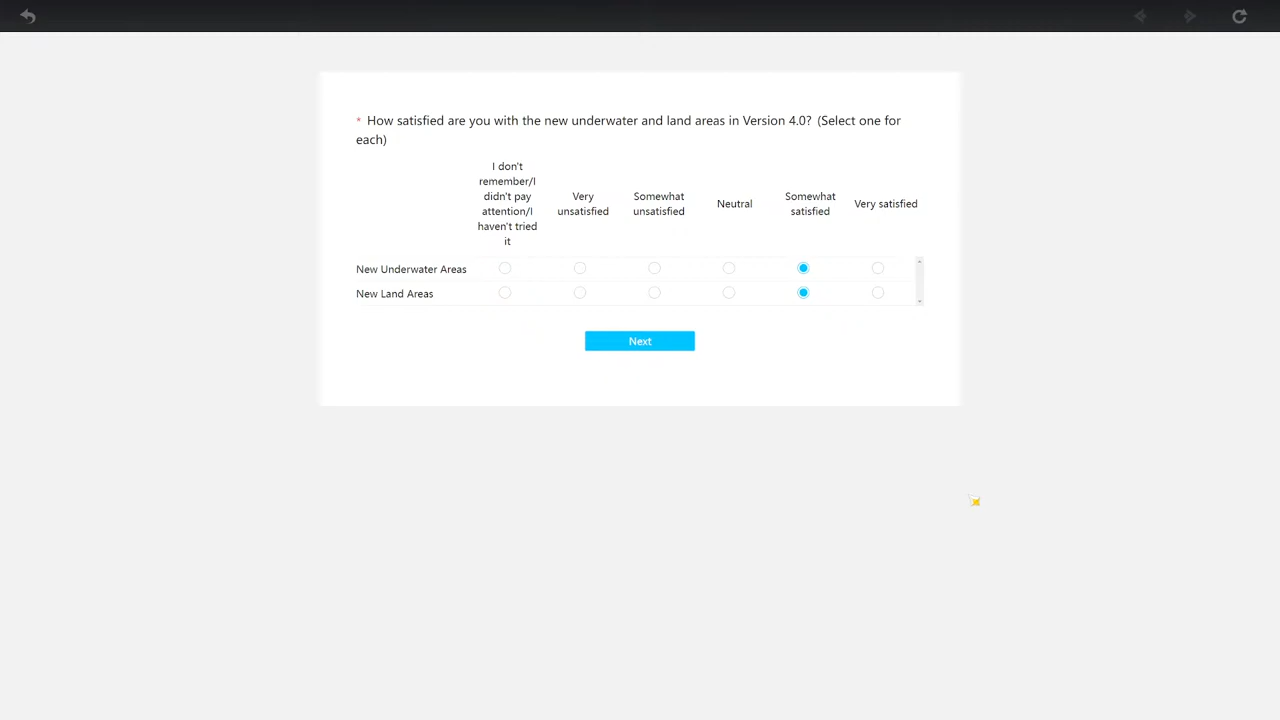 * How satisfied are you with the new underwater and land areas in Version 4.0? (Select one for
each)
I don't
remember/I
didn't pay
attention/I
haven't tried
it
Very
unsatisfied
Somewhat
unsatisfied
Neutral
Somewhat
satisfied
Very satisfied
New Underwater Areas
New Land Areas
Next